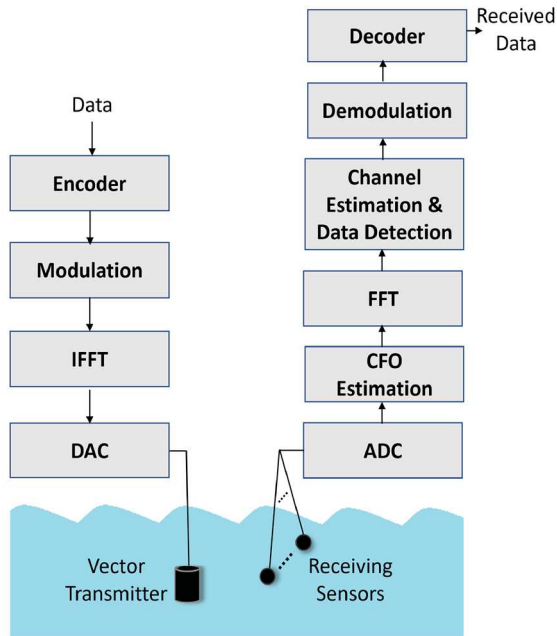 Data
Encoder
Modulation
IFFT
DAC
Vector
Transmitter
Received
Data
Decoder
Demodulation
Channel
Estimation &
Data Detection
FFT
CFO
Estimation
ADC
Receiving
Sensors